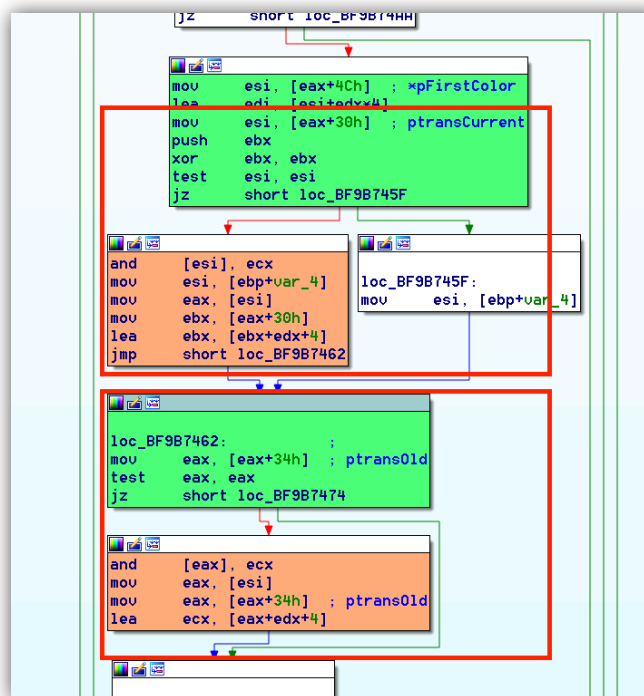 jz      short loc_BF9B74AA
mov     esi, [eax+4Ch]  ; *pFirstColor
lea     edi, [esi+edx*4]
mov     esi, [eax+30h]  ; ptransCurrent
push    ebx
xor     ebx, ebx
test    esi, esi
jz      short loc_BF9B745F
and     [esi], ecx
mov     esi, [ebp+var_4]
mov     eax, [esi]
mov     ebx, [eax+30h]
lea     ebx, [ebx+edx+4]
jmp     short loc_BF9B7462
loc_BF9B745F:
mov     esi, [ebp+var_4]
loc_BF9B7462:           ;
mov     eax, [eax+34h]  ; ptransOld
test    eax, eax
jz      short loc_BF9B7474
and     [eax], ecx
mov     eax, [esi]
mov     eax, [eax+34h]  ; ptransOld
lea     ecx, [eax+edx+4]